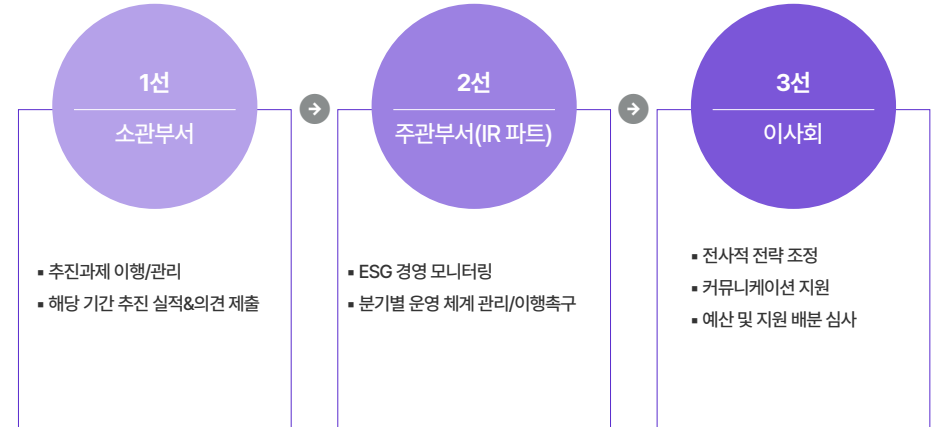 1선
소관부서
▪ 추진과제 이행/관리
▪ 해당 기간 추진 실적&의견 제출
2선
주관부서(IR 파트)
▪ ESG 경영 모니터링
▪ 분기별 운영 체계 관리/이행촉구
3선
이사회
▪ 전사적 전략 조정
▪ 커뮤니케이션 지원
▪ 예산 및 지원 배분 심사